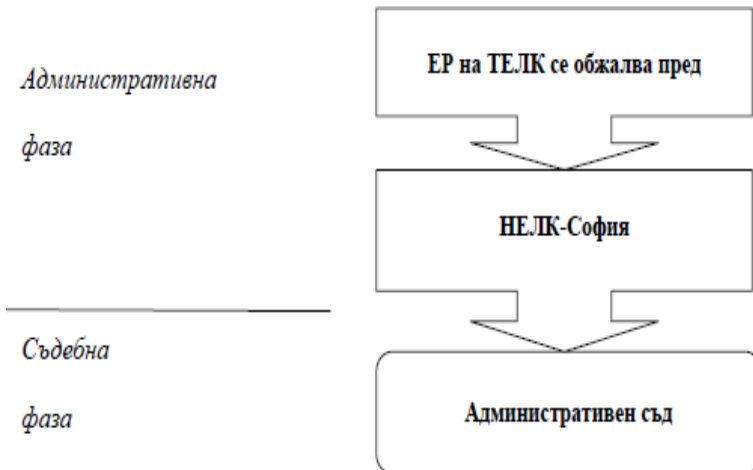 ЕР на ТЕЛК се обжалва пред
Административна
фаза
НЕЛК-София
Съдебна
фаза
Административен съд